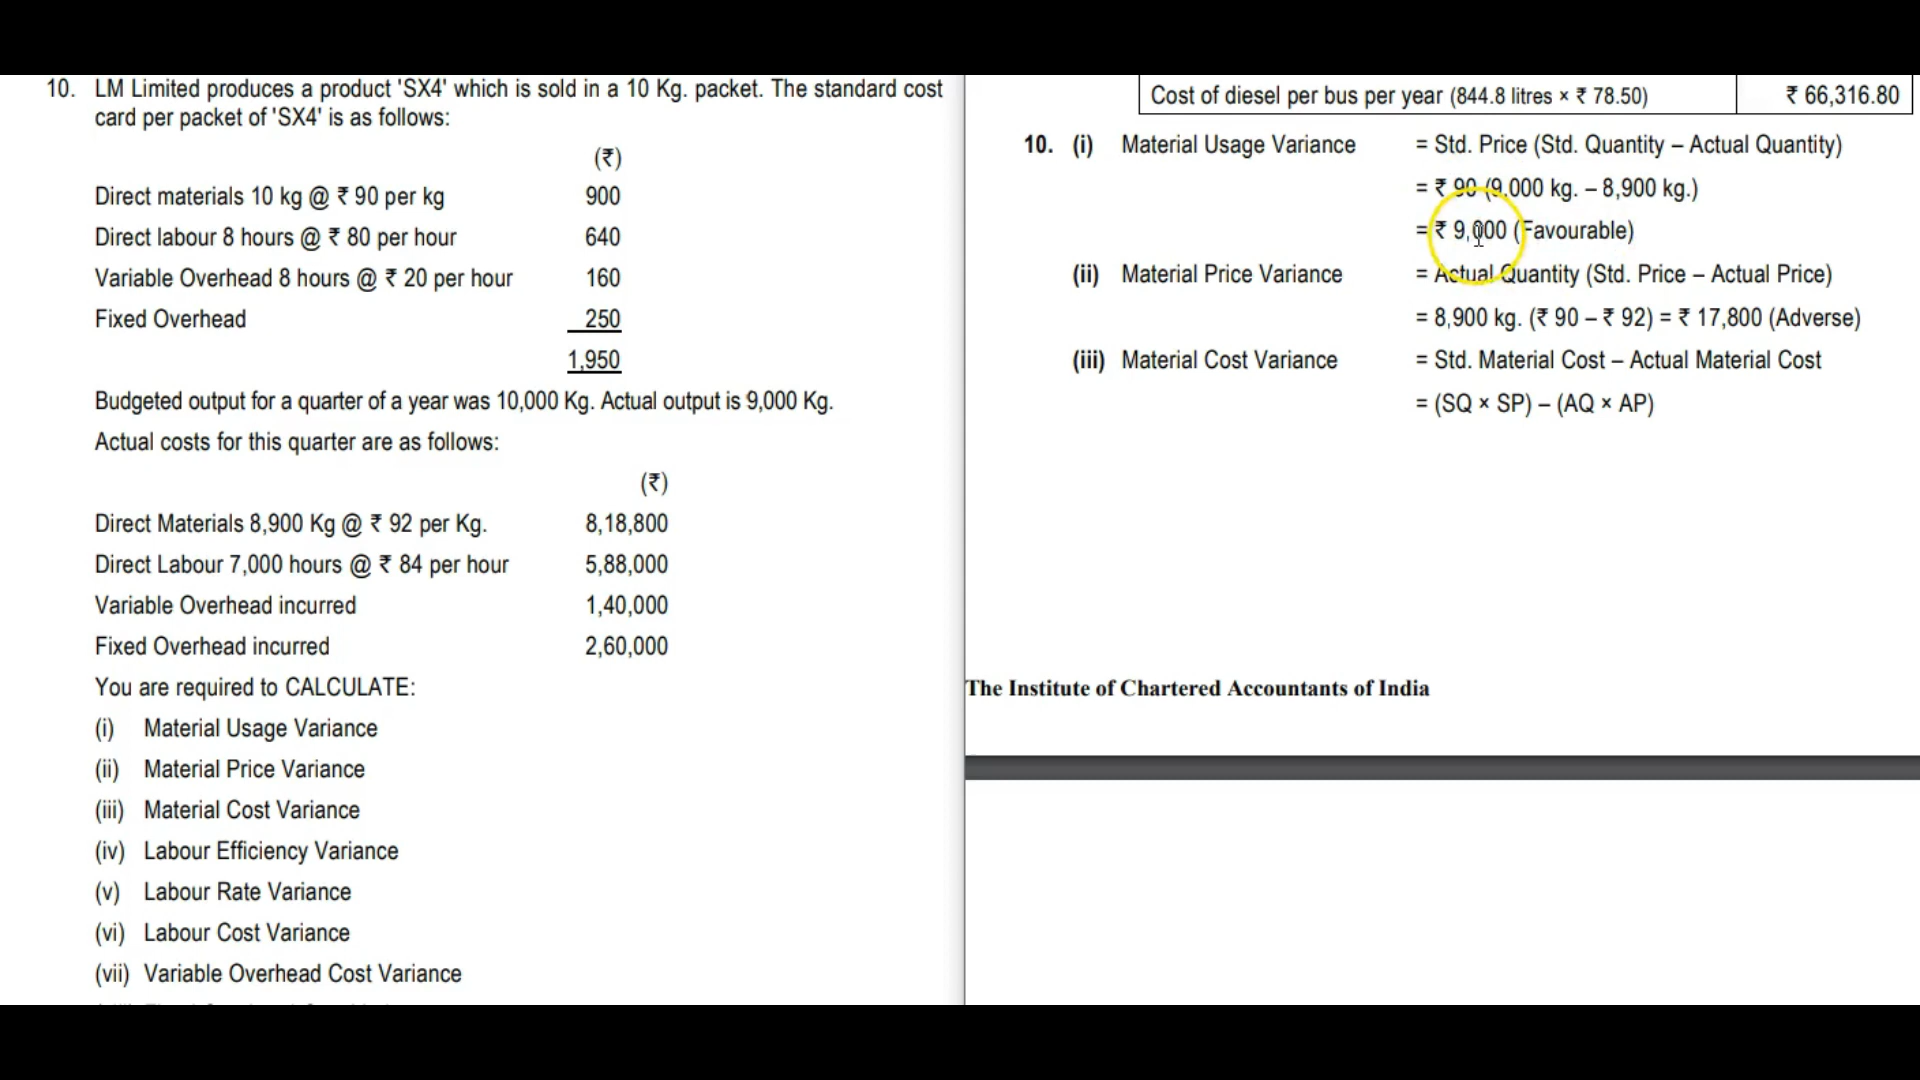 10. LM Limited produces a product 'SX4' which is sold in a 10 Kg. packet. The standard cost
card per packet of 'SX4' is as follows:
(₹)
Direct materials 10 kg @ ₹ 90 per kg 900
Direct labour 8 hours @ ₹ 80 per hour 640
Variable Overhead 8 hours @ ₹ 20 per hour 160
Fixed Overhead 250
1,950
Budgeted output for a quarter of a year was 10,000 Kg. Actual output is 9,000 Kg.
Actual costs for this quarter are as follows:
(₹)
Direct Materials 8,900 Kg @ ₹ 92 per Kg. 8,18,800
Direct Labour 7,000 hours @ ₹ 84 per hour 5,88,000
Variable Overhead incurred 1,40,000
Fixed Overhead incurred 2,60,000
You are required to CALCULATE:
(i) Material Usage Variance
(ii) Material Price Variance
(iii) Material Cost Variance
(iv) Labour Efficiency Variance
(v) Labour Rate Variance
(vi) Labour Cost Variance
(vii) Variable Overhead Cost Variance
Cost of diesel per bus per year (844.8 litres × ₹ 78.50) ₹ 66,316.80
10. (i) Material Usage Variance = Std. Price (Std. Quantity – Actual Quantity)
= ₹ 90 (9,000 kg. – 8,900 kg.)
= ₹ 9,000 (Favourable)
(ii) Material Price Variance = Actual Quantity (Std. Price – Actual Price)
= 8,900 kg. (₹ 90 – ₹ 92) = ₹ 17,800 (Adverse)
(iii) Material Cost Variance = Std. Material Cost – Actual Material Cost
= (SQ × SP) – (AQ × AP)
The Institute of Chartered Accountants of India